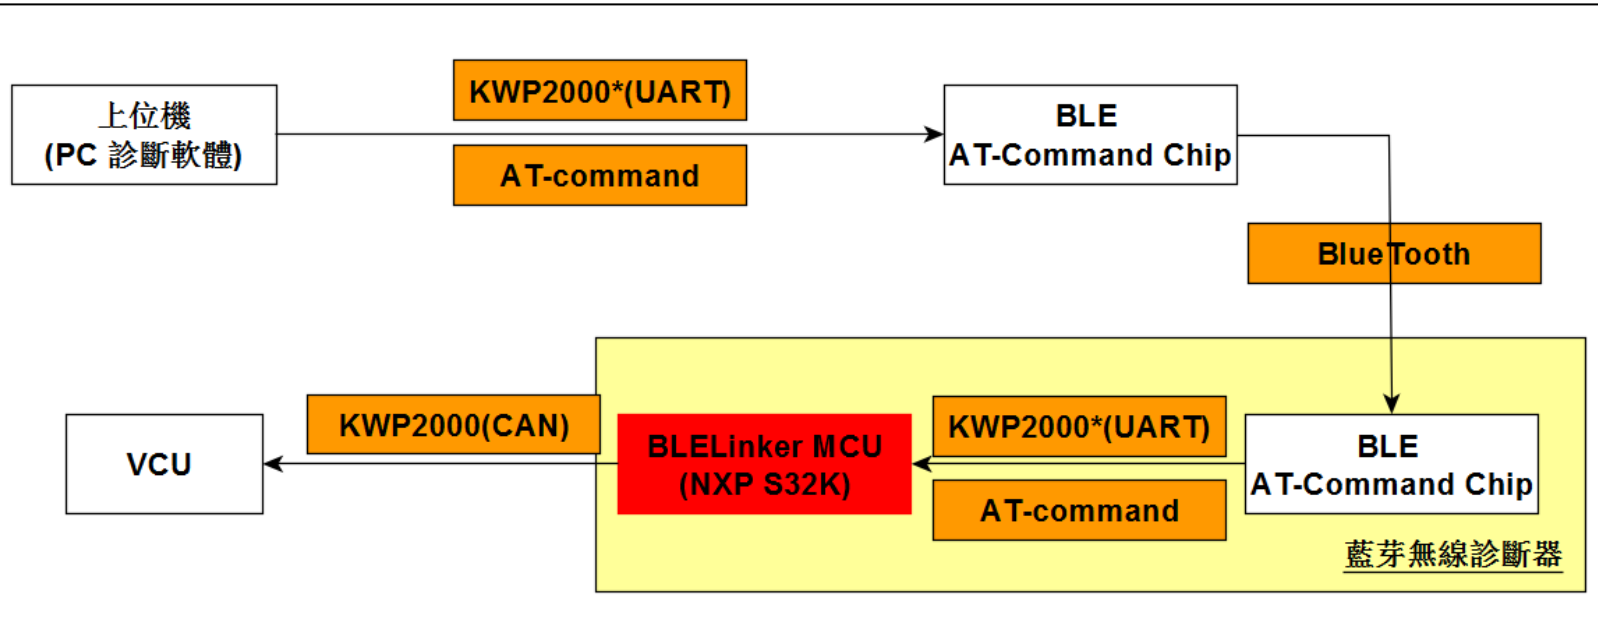 上位機
(PC 診斷軟體)
KWP2000*(UART)
AT-command
BLE
AT-Command Chip
BlueTooth
VCU
KWP2000(CAN)
BLELinker MCU
(NXP S32K)
KWP2000*(UART)
AT-command
BLE
AT-Command Chip
藍芽無線診斷器